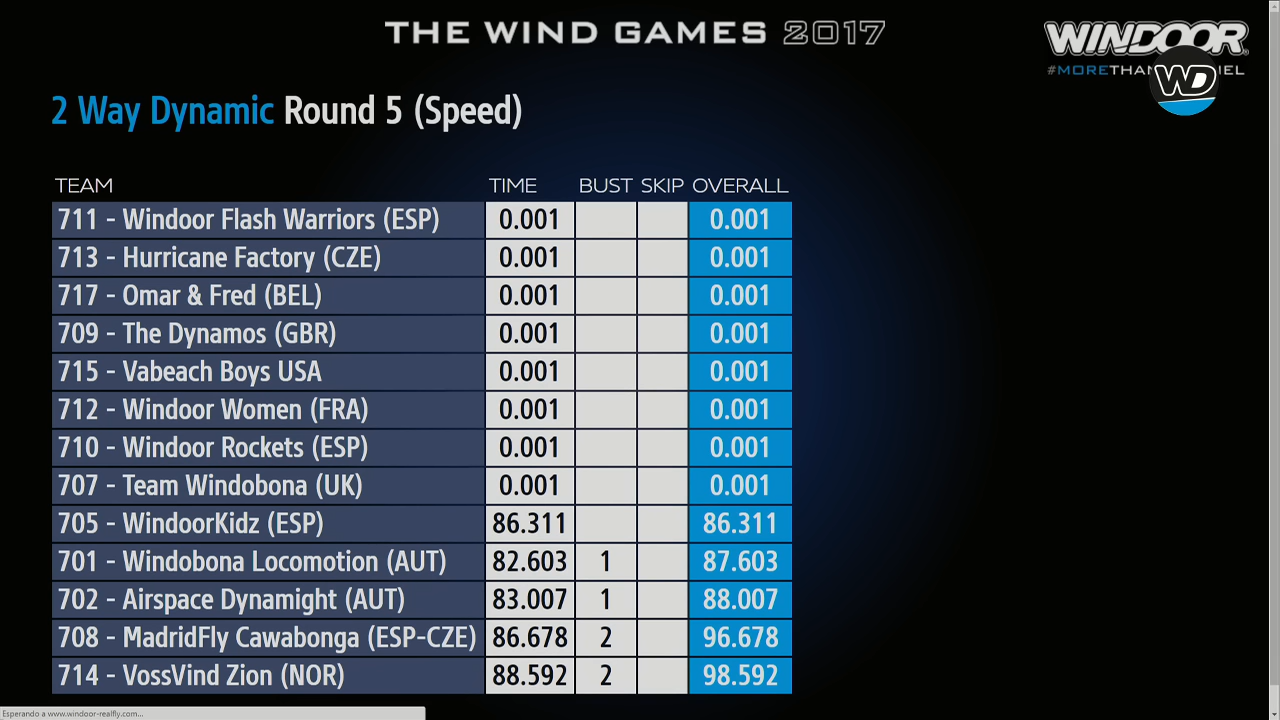 THE WIND GAMES 2017
WINDOOR
#MORETHAN
WD
2 Way Dynamic Round 5 (Speed)
TEAM TIME BUST SKIP OVERALL
711 - Windoor Flash Warriors (ESP) 0.001 0.001
713 - Hurricane Factory (CZE) 0.001 0.001
717 - Omar & Fred (BEL) 0.001 0.001
709 - The Dynamos (GBR) 0.001 0.001
715 - Vabeach Boys USA 0.001 0.001
712 - Windoor Women (FRA) 0.001 0.001
710 - Windoor Rockets (ESP) 0.001 0.001
707 - Team Windobona (UK) 0.001 0.001
705 - WindoorKidz (ESP) 86.311 86.311
701 - Windobona Locomotion (AUT) 82.603 1 87.603
702 - Airspace Dynamight (AUT) 83.007 1 88.007
708 - MadridFly Cawabonga (ESP-CZE) 86.678 2 96.678
714 - VossVind Zion (NOR) 88.592 2 98.592
Esperando a www.windoor-realfly.com...